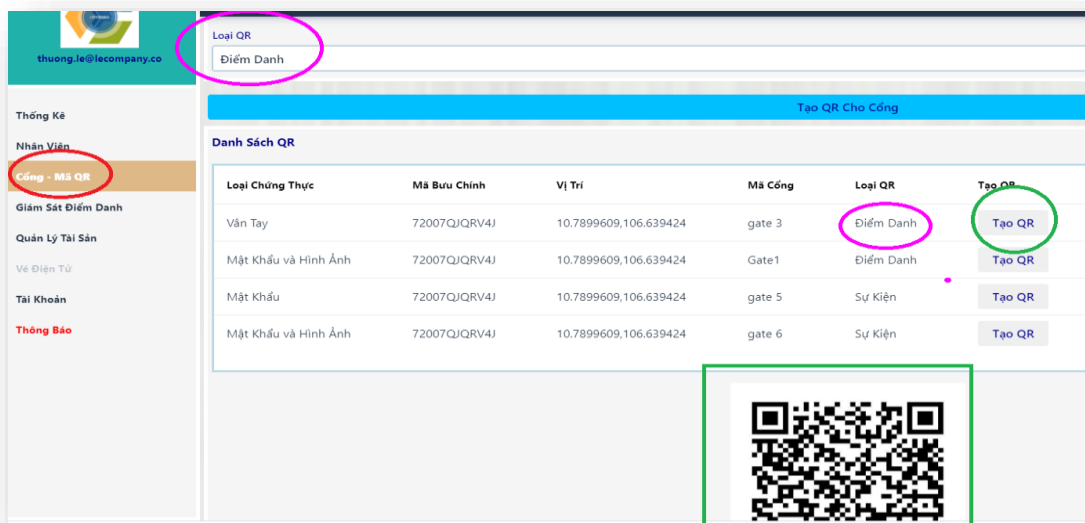 thuong.le@lecompany.co
Loại QR
Điểm Danh
Thống Kê
Nhân Viên
Cổng - Mã QR
Giám Sát Điểm Danh
Quản Lý Tài Sản
Vé Điện Tử
Tài Khoản
Thông Báo
Tạo QR Cho Cổng
Danh Sách QR
Loại Chứng Thực Mã Bưu Chính Vị Trí Mã Cổng Loại QR Tạo QR
Vân Tay 72007QJQRV4J 10.7899609,106.639424 gate 3 Điểm Danh Tạo QR
Mật Khẩu và Hình Ảnh 72007QJQRV4J 10.7899609,106.639424 Gate1 Điểm Danh Tạo QR
Mật Khẩu 72007QJQRV4J 10.7899609,106.639424 gate 5 Sự Kiện Tạo QR
Mật Khẩu và Hình Ảnh 72007QJQRV4J 10.7899609,106.639424 gate 6 Sự Kiện Tạo QR